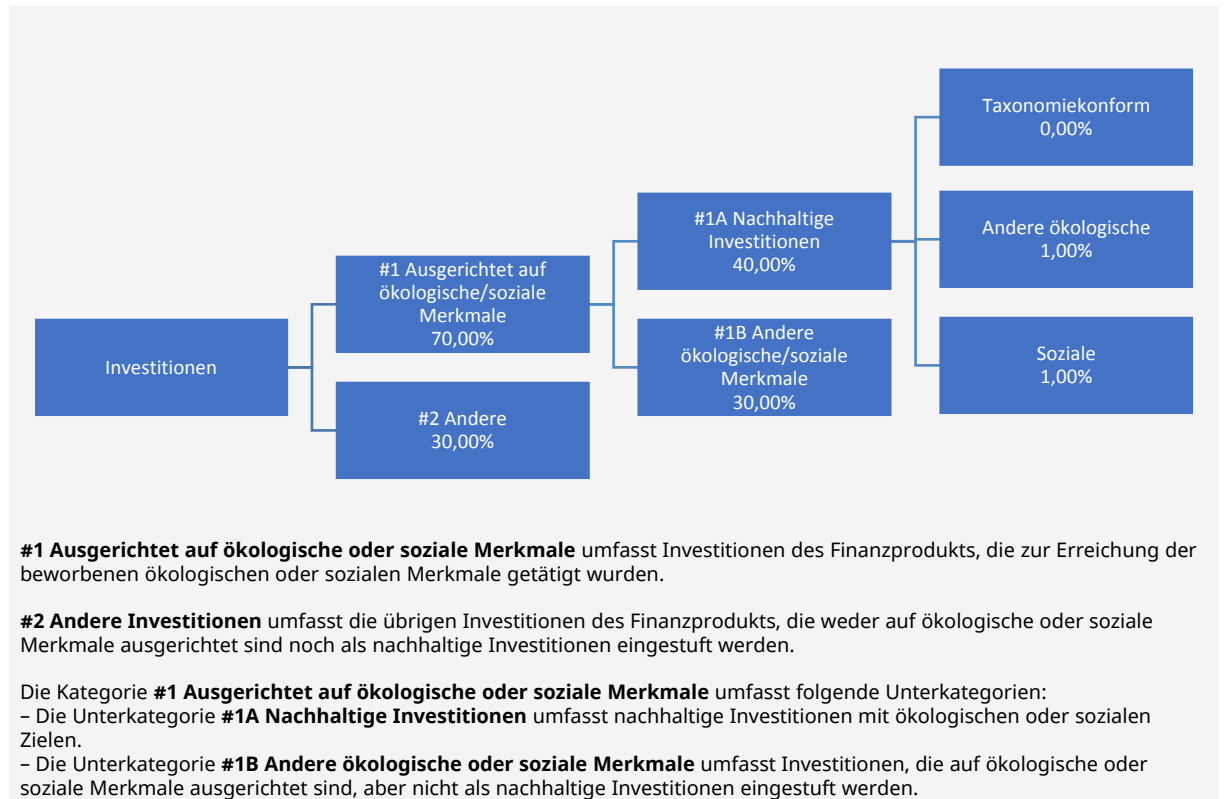 Investitionen
#1 Ausgerichtet auf
ökologische/soziale
Merkmale
70,00%
#2 Andere
30,00%
#1A Nachhaltige
Investitionen
40,00%
#1B Andere
ökologische/soziale
Merkmale
30,00%
Taxonomiekonform
0,00%
Andere ökologische
1,00%
Soziale
1,00%
#1 Ausgerichtet auf ökologische oder soziale Merkmale umfasst Investitionen des Finanzprodukts, die zur Erreichung der
beworbenen ökologischen oder sozialen Merkmale getätigt wurden.
#2 Andere Investitionen umfasst die übrigen Investitionen des Finanzprodukts, die weder auf ökologische oder soziale
Merkmale ausgerichtet sind noch als nachhaltige Investitionen eingestuft werden.
Die Kategorie #1 Ausgerichtet auf ökologische oder soziale Merkmale umfasst folgende Unterkategorien:
– Die Unterkategorie #1A Nachhaltige Investitionen umfasst nachhaltige Investitionen mit ökologischen oder sozialen
Zielen.
– Die Unterkategorie #1B Andere ökologische oder soziale Merkmale umfasst Investitionen, die auf ökologische oder
soziale Merkmale ausgerichtet sind, aber nicht als nachhaltige Investitionen eingestuft werden.